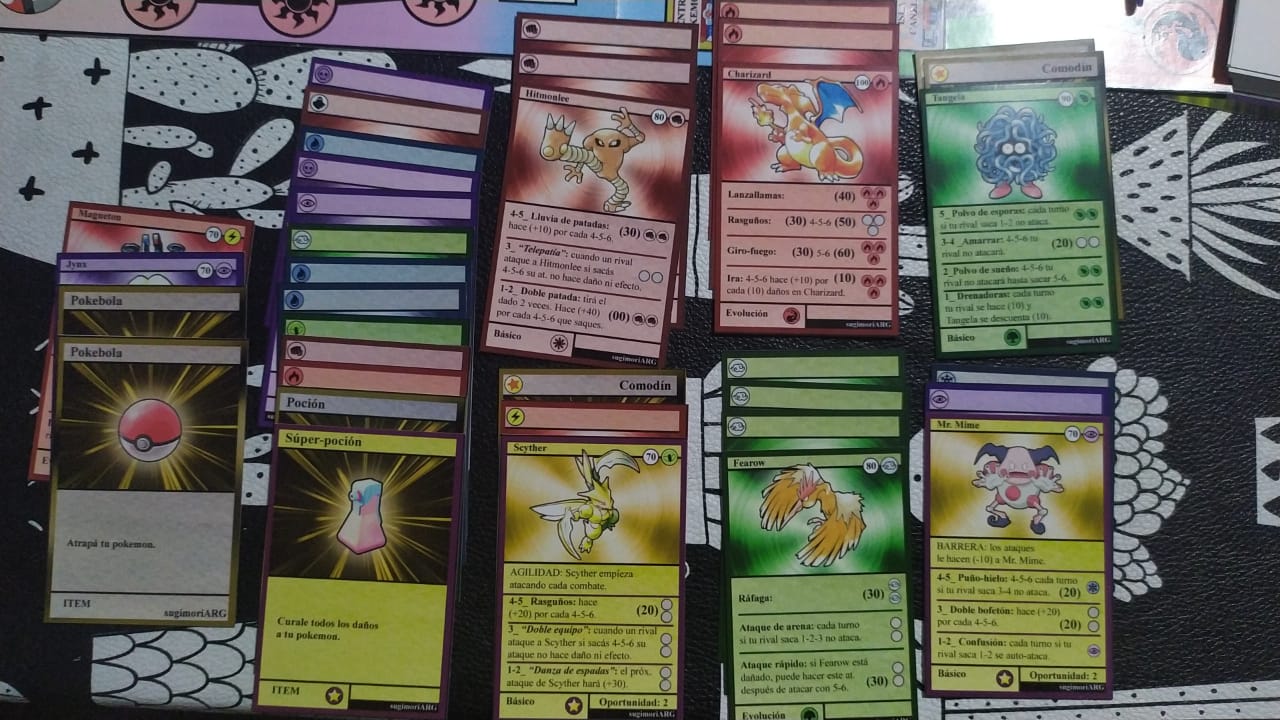 Magneton
70
Jynx
70
Pokebola
Pokebola
Atrapá tu pokemon.
ITEM
sugimoriARG
Poción
Súper-poción
Curale todos los daños
a tu pokemon.
ITEM
sugimoriARG
Hitmonlee
80
4-5_ Lluvia de patadas:
hace (+10) por cada 4-5-6. (30)
3_ “Telepatía”: cuando un rival
ataque a Hitmonlee si sacás
4-5-6 su at. no hace daño ni efecto.
1-2_ Doble patada: tirá el
dado 2 veces. Hace (+40) (00)
por cada 4-5-6 que saques.
Básico
sugimoriARG
Comodín
Scyther
70
AGILIDAD: Scyther empieza
atacando cada combate.
4-5_ Rasguños: hace
(+20) por cada 4-5-6. (20)
3_ “Doble equipo”: cuando un rival
ataque a Scyther si sacás 4-5-6 su
ataque no hace daño ni efecto.
1-2_ “Danza de espadas”: el próx.
ataque de Scyther hará (+30).
Básico
Oportunidad: 2
sugimoriARG
Charizard
100
Lanzallamas: (40)
Rasguños: (30) 4-5-6 (50)
Giro-fuego: (30) 5-6 (60)
Ira: 4-5-6 hace (+10) por (10)
cada (10) daños en Charizard.
Evolución
sugimoriARG
Fearow
80
Ráfaga: (30)
Ataque de arena: cada turno
si tu rival saca 1-2-3 no ataca.
Ataque rápido: si Fearow está
dañado, puede hacer este at (30)
después de atacar con 5-6.
Evolución
Comodín
Tangela
90
5_ Polvo de esporas: cada turno
si tu rival saca 1-2 no ataca.
3-4_Amarrar: 4-5-6 tu (20)
rival no atacará.
2_Polvo de sueño: 4-5-6 tu
rival no atacará hasta sacar 5-6.
1_ Drenadoras: cada turno
tu rival se hace (10) y
Tangela se descuenta (10).
Básico
sugimoriARG
Mr. Mime
70
BARRERA: los ataques
le hacen (-10) a Mr. Mime.
4-5_ Puño-hielo: 4-5-6 cada turno
si tu rival saca 3-4 no ataca. (20)
3_ Doble bofetón: hace (+20)
por cada 4-5-6. (20)
1-2_ Confusión: cada turno si tu
rival saca 1-2 se auto-ataca.
Básico
Oportunidad: 2
sugimoriARG